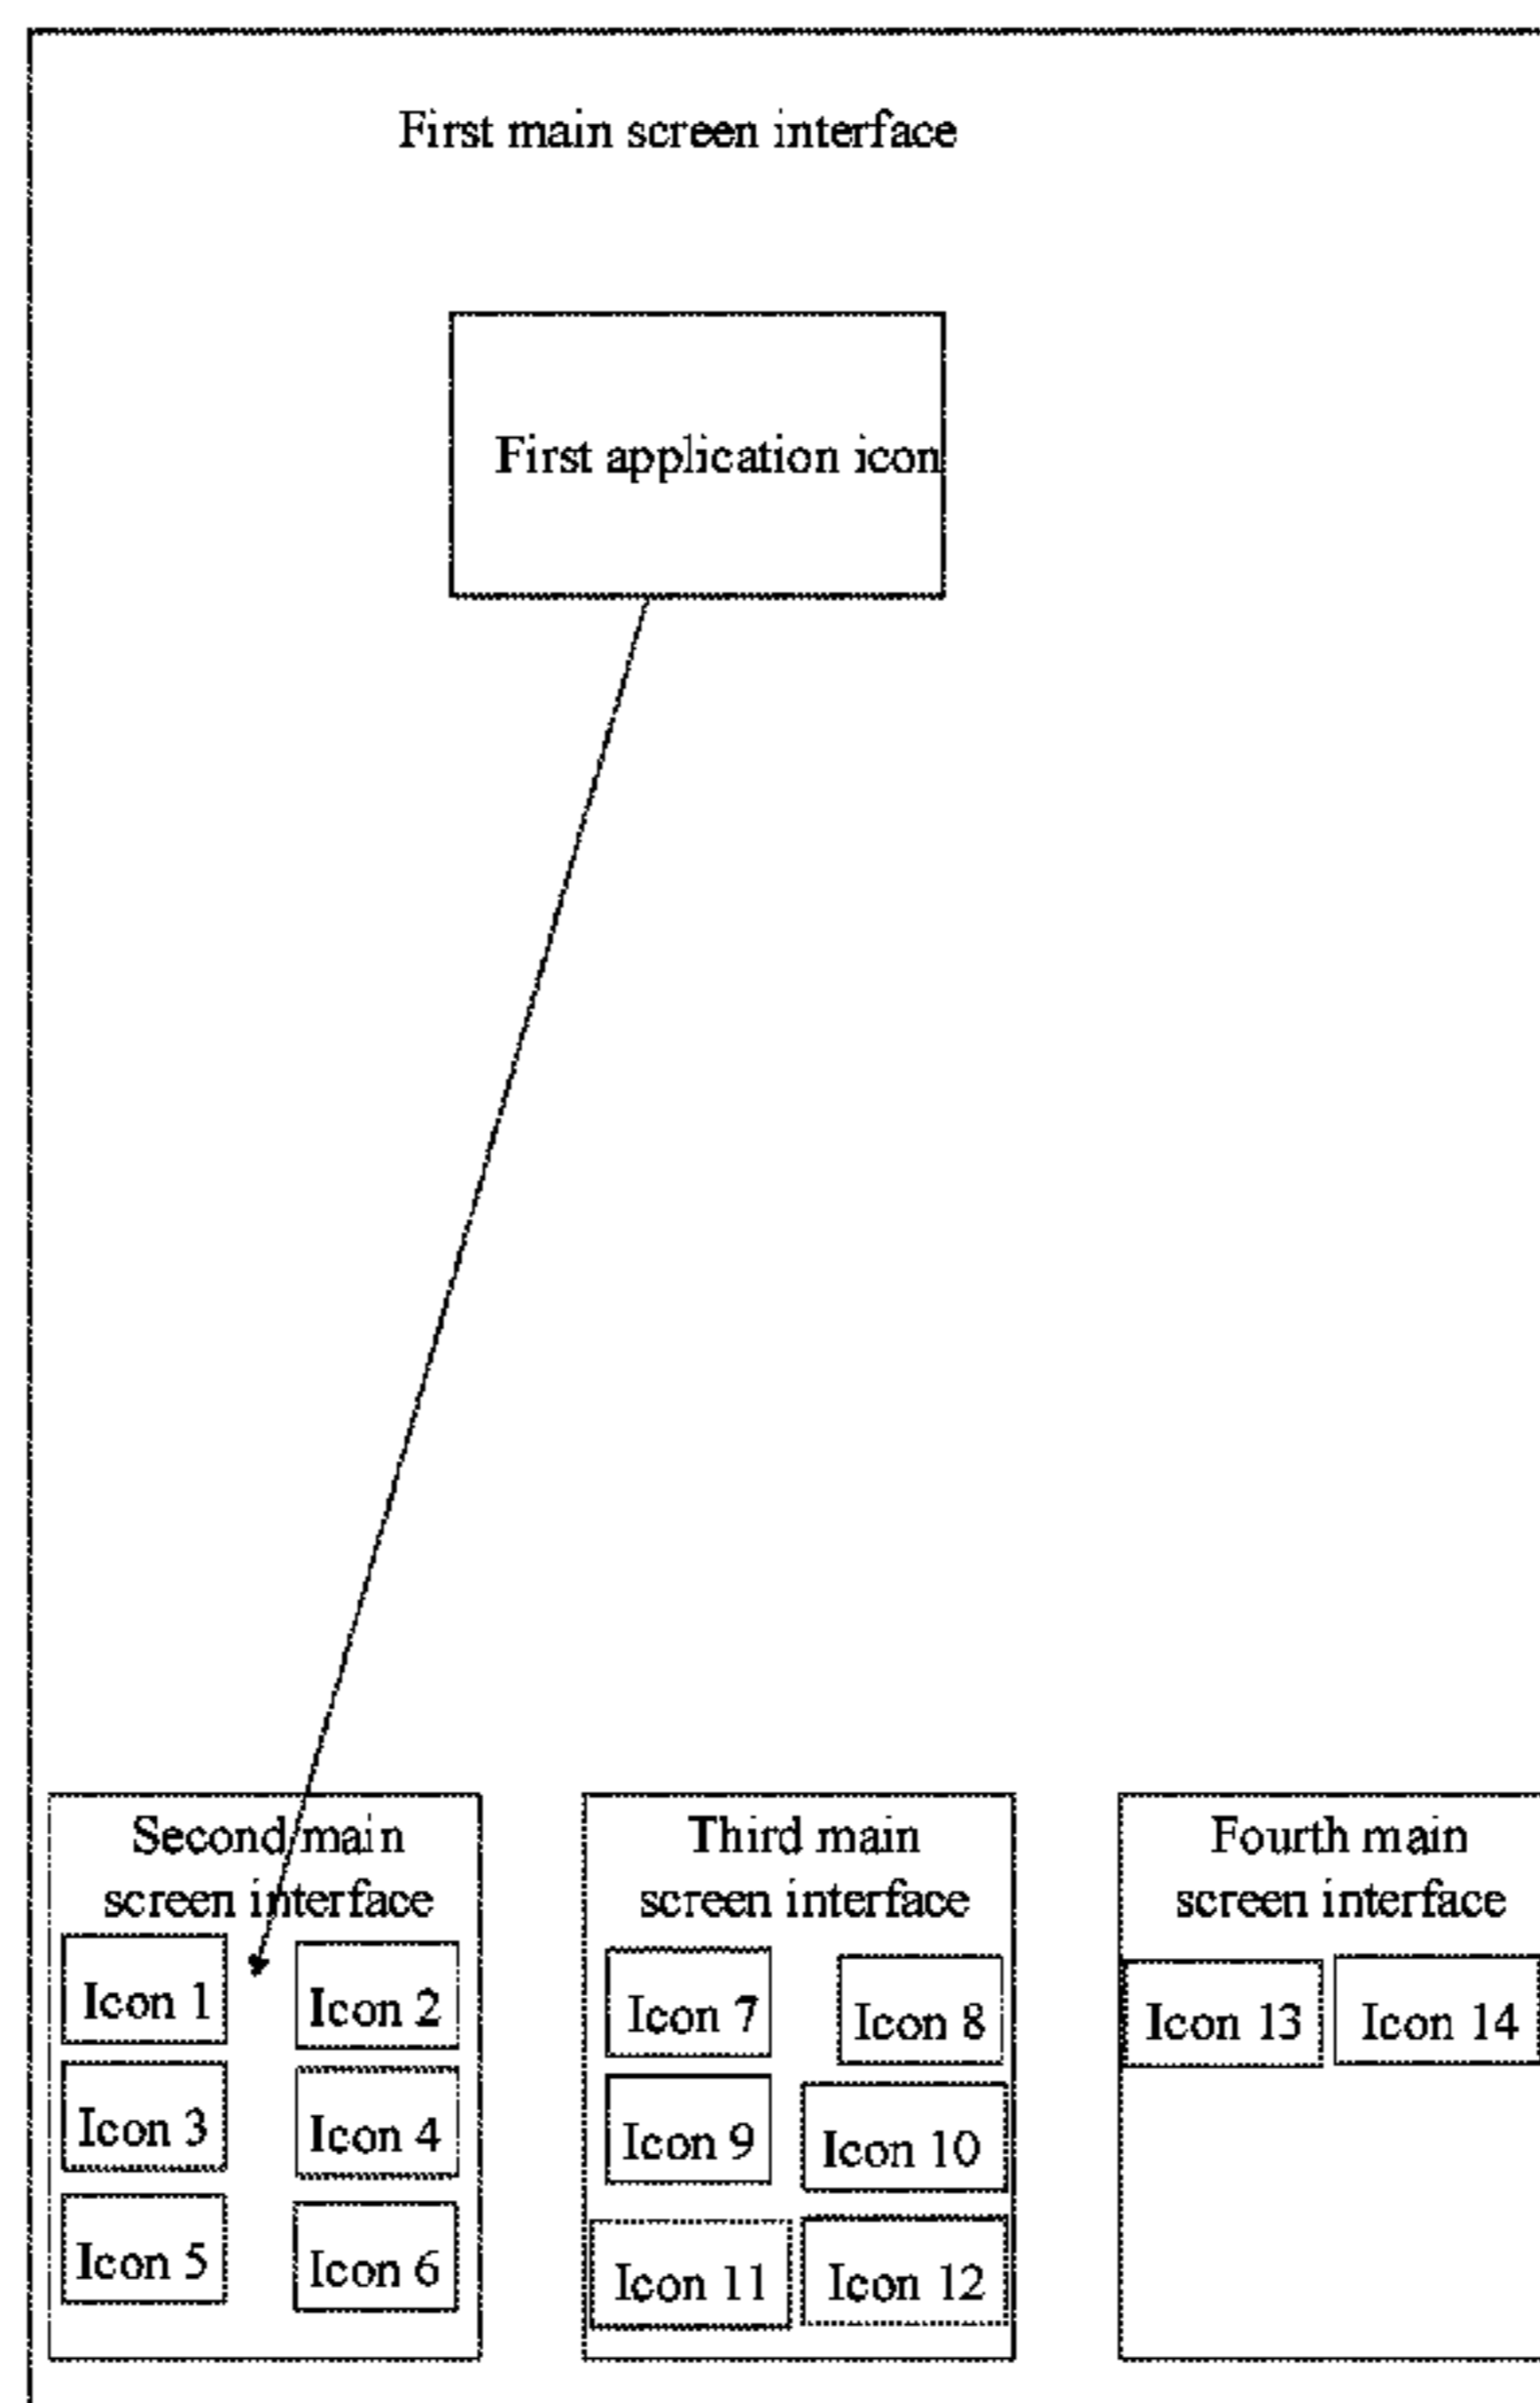 First main screen interface
First application icon
Second main
screen interface
Icon 1
Icon 2
Icon 3
Icon 4
Icon 5
Icon 6
Third main
screen interface
Icon 7
Icon 8
Icon 9
Icon 10
Icon 11
Icon 12
Fourth main
screen interface
Icon 13
Icon 14